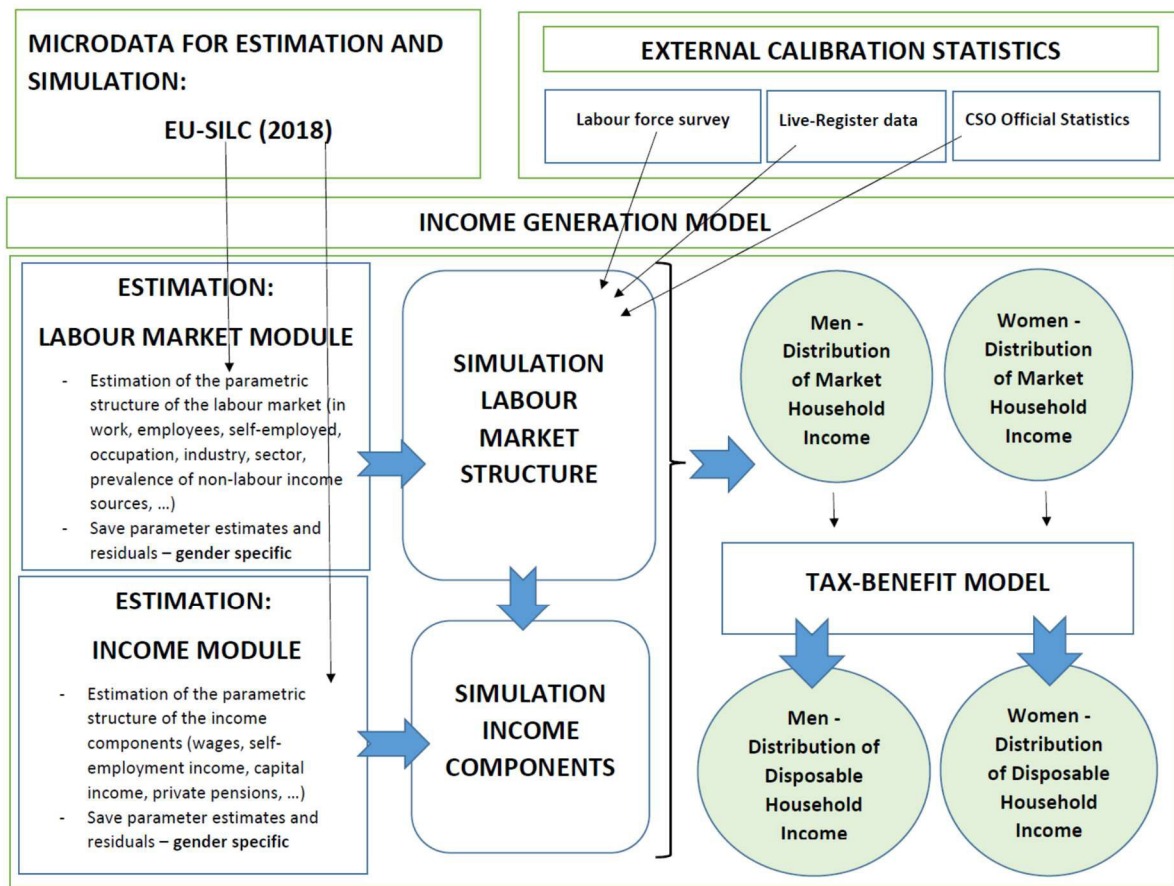 MICRODATA FOR ESTIMATION AND
SIMULATION:
EU-SILC (2018)
EXTERNAL CALIBRATION STATISTICS
Labour force survey
Live-Register data
CSO Official Statistics
INCOME GENERATION MODEL
ESTIMATION:
LABOUR MARKET MODULE
- Estimation of the parametric
structure of the labour market (in
work, employees, self-employed,
occupation, industry, sector,
prevalence of non-labour income
sources, ...)
- Save parameter estimates and
residuals – gender specific
ESTIMATION:
INCOME MODULE
- Estimation of the parametric
structure of the income
components (wages, self-
employment income, capital
income, private pensions, ...)
- Save parameter estimates and
residuals – gender specific
SIMULATION
LABOUR
MARKET
STRUCTURE
SIMULATION
INCOME
COMPONENTS
Men -
Distribution
of Market
Household
Income
Women -
Distribution
of Market
Household
Income
TAX-BENEFIT MODEL
Men -
Distribution of
Disposable
Household
Income
Women -
Distribution
of Disposable
Household
Income